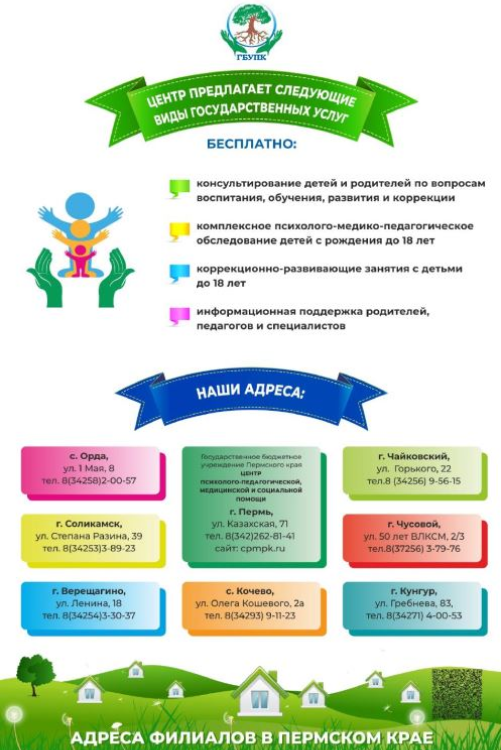 ГБУПК
ЦЕНТР ПРЕДЛАГАЕТ СЛЕДУЮЩИЕ
ВИДЫ ГОСУДАРСТВЕННЫХ УСЛУГ
БЕСПЛАТНО:
консультирование детей и родителей по вопросам
воспитания, обучения, развития и коррекции
комплексное психолого-медико-педагогическое
обследование детей с рождения до 18 лет
коррекционно-развивающие занятия с детьми
до 18 лет
информационная поддержка родителей,
педагогов и специалистов
НАШИ АДРЕСА:
с. Орда,
ул. 1 Мая, 8
тел. 8(34258)2-00-57
Государственное бюджетное
учреждение Пермского края
ЦЕНТР
ПСИХОЛОГО-ПЕДАГОГИЧЕСКОЙ,
МЕДИЦИНСКОЙ И СОЦИАЛЬНОЙ
ПОМОЩИ
г. Пермь,
ул. Казахская, 71
тел. 8(342)262-81-41
сайт: cpmpk.ru
г. Чайковский,
ул. Горького, 22
тел.8 (34256) 9-56-15
г. Соликамск,
ул. Степана Разина, 39
тел. 8(34253)3-89-23
г. Чусовой,
ул. 50 лет ВЛКСМ, 2/3
тел.8(37256) 3-79-76
г. Верещагино,
ул. Ленина, 18
тел. 8(34254)3-30-37
с. Кочево,
ул. Олега Кошевого, 2а
тел. 8(34293) 9-11-23
г. Кунгур,
ул. Гребнева, 83,
тел. 8(34271) 4-00-53
АДРЕСА ФИЛИАЛОВ В ПЕРМСКОМ КРАЕ